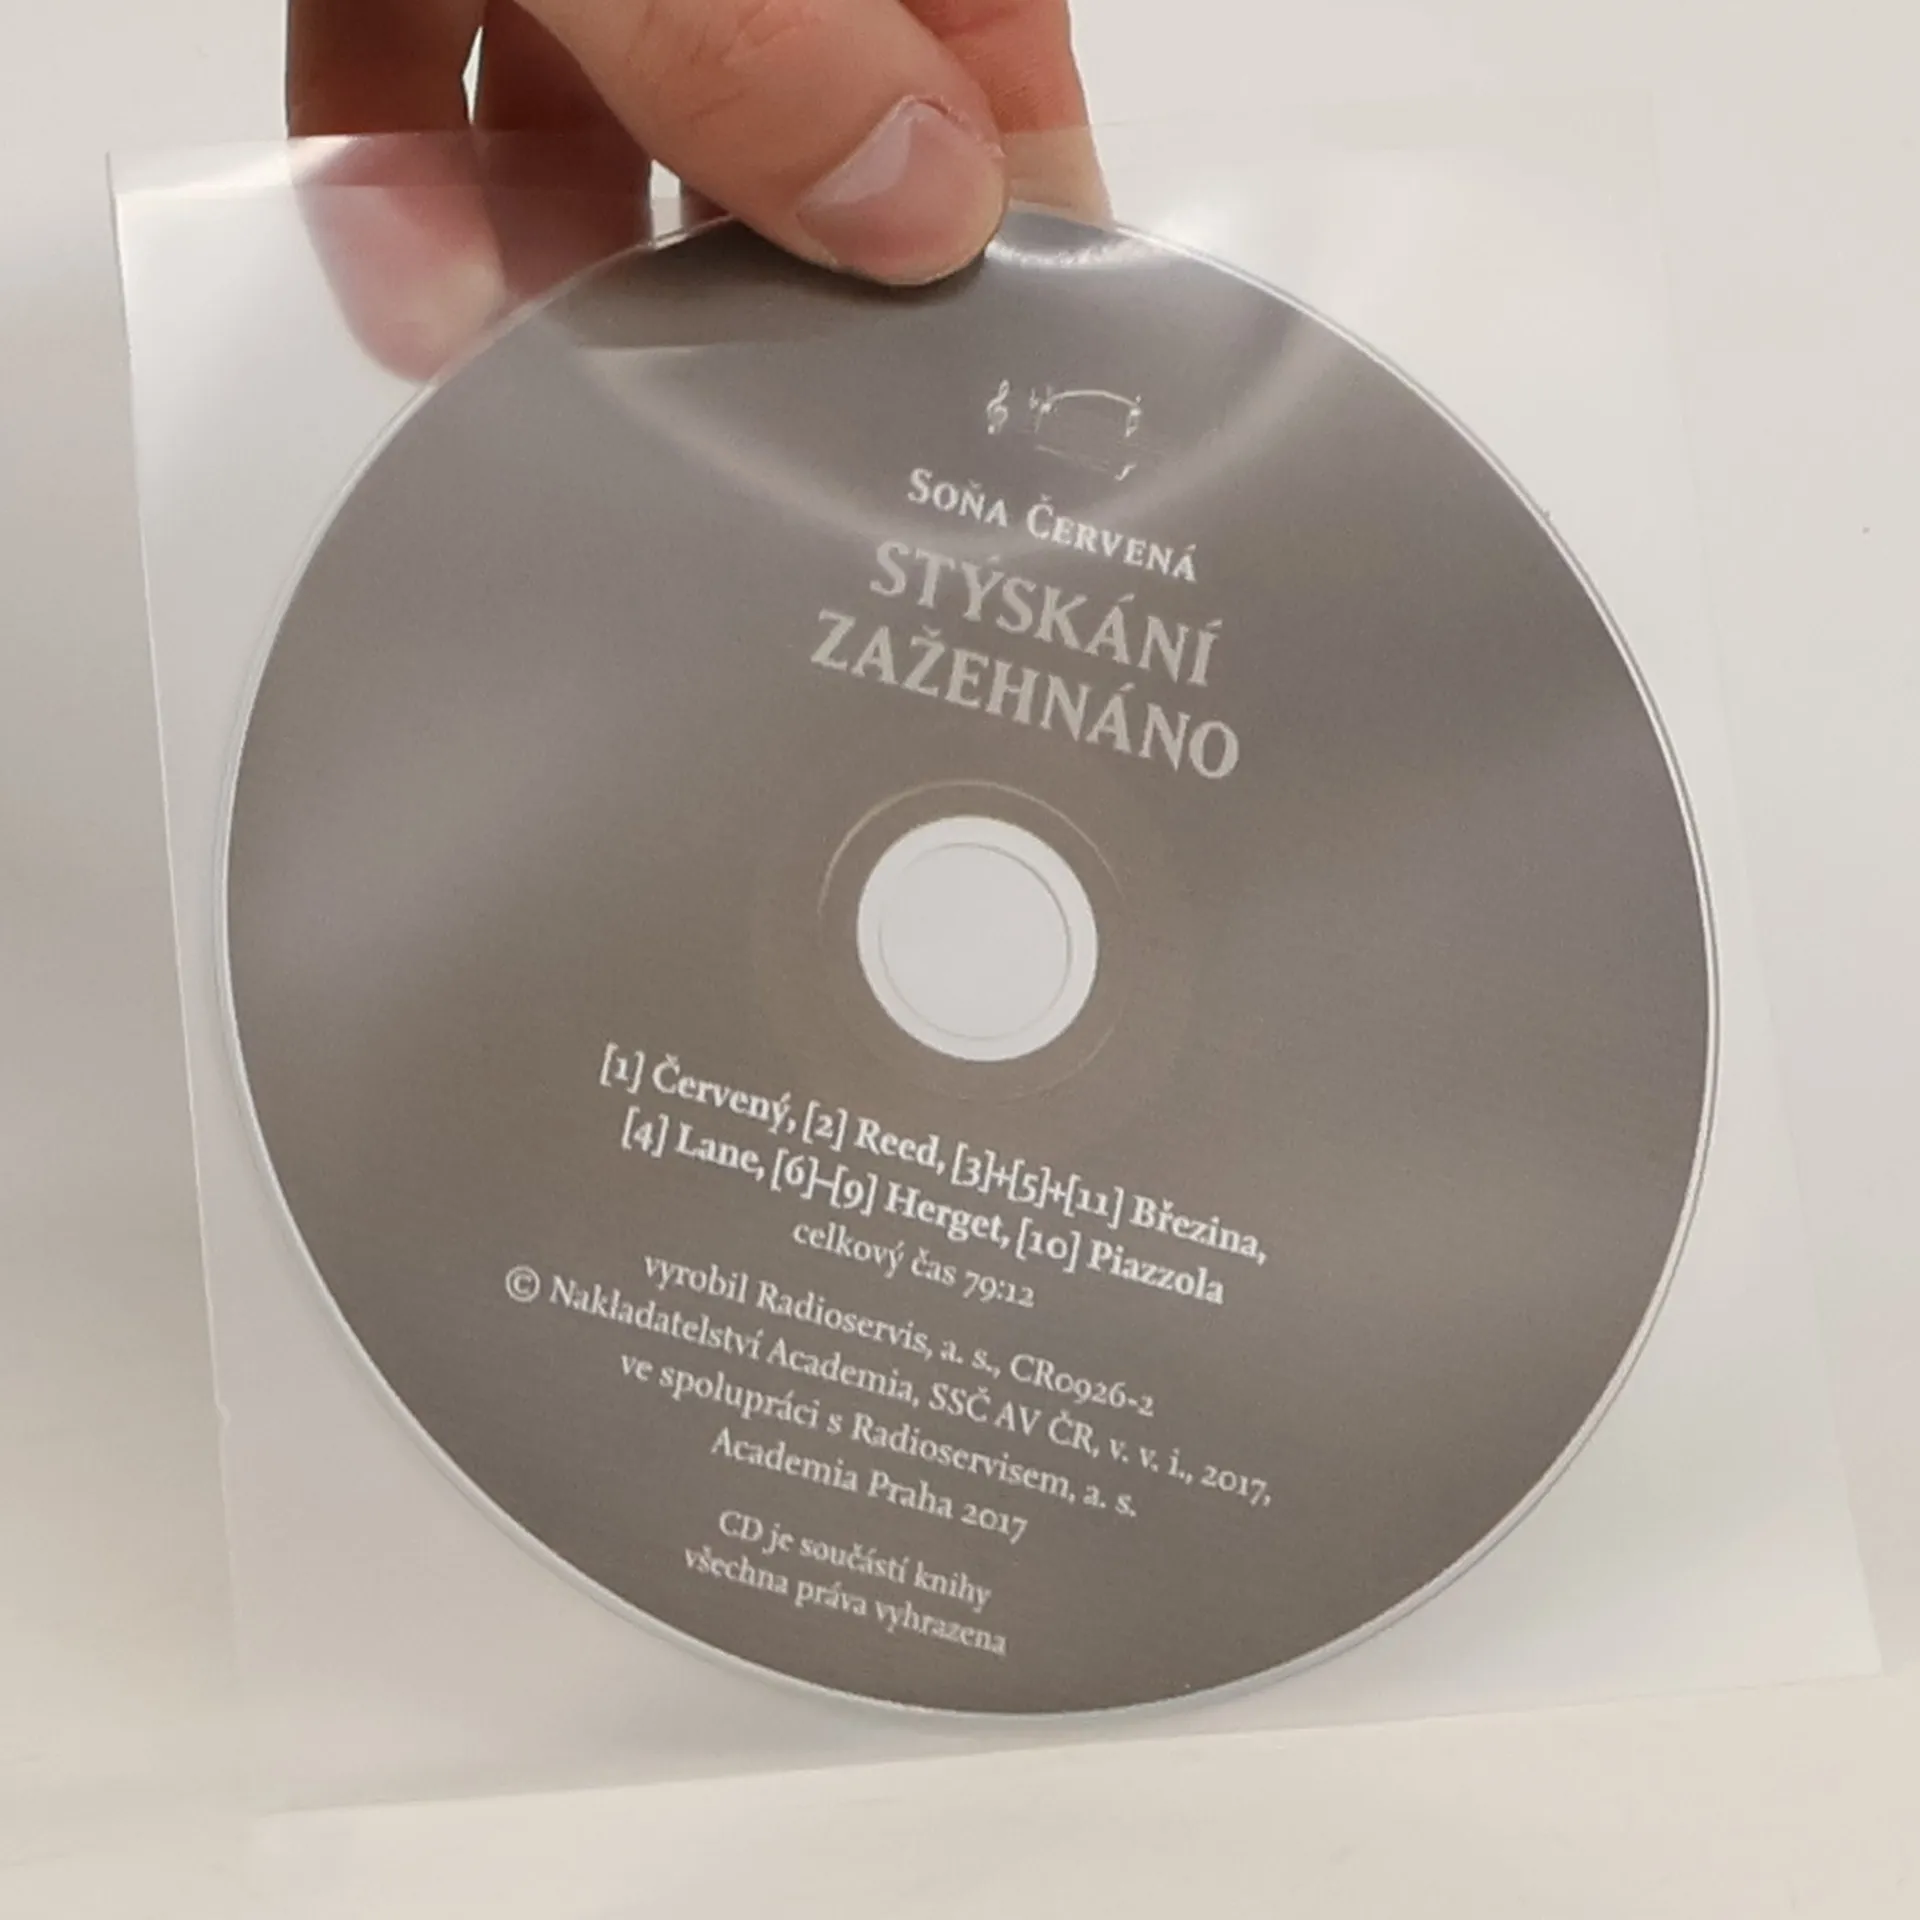 Soňa Červená
STÝSKÁNÍ
ZAŽEHNÁNO
[1] Červený, [2] Reed, [3]+[5]+[11] Březina,
[4] Lane, [6]–[9] Herget, [10] Piazzola
celkový čas 79:12
vyrobil Radioservis, a. s., CR0926-2
© Nakladatelství Academia, SSČ AV ČR, v. v. i., 2017,
ve spolupráci s Radioservisem, a. s.
Academia Praha 2017
CD je součástí knihy
všechna práva vyhrazena